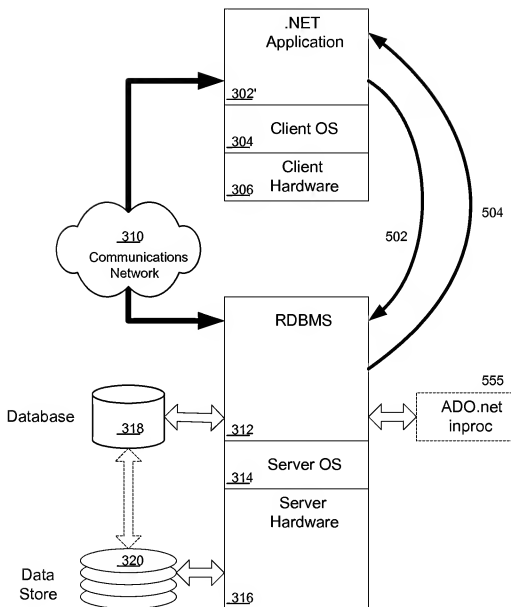 .NET
Application
302'
Client OS
304
Client
Hardware
306
310
Communications
Network
502
504
RDBMS
312
555
ADO.net
inproc
Database
318
Server OS
314
Server
Hardware
316
320
Data
Store